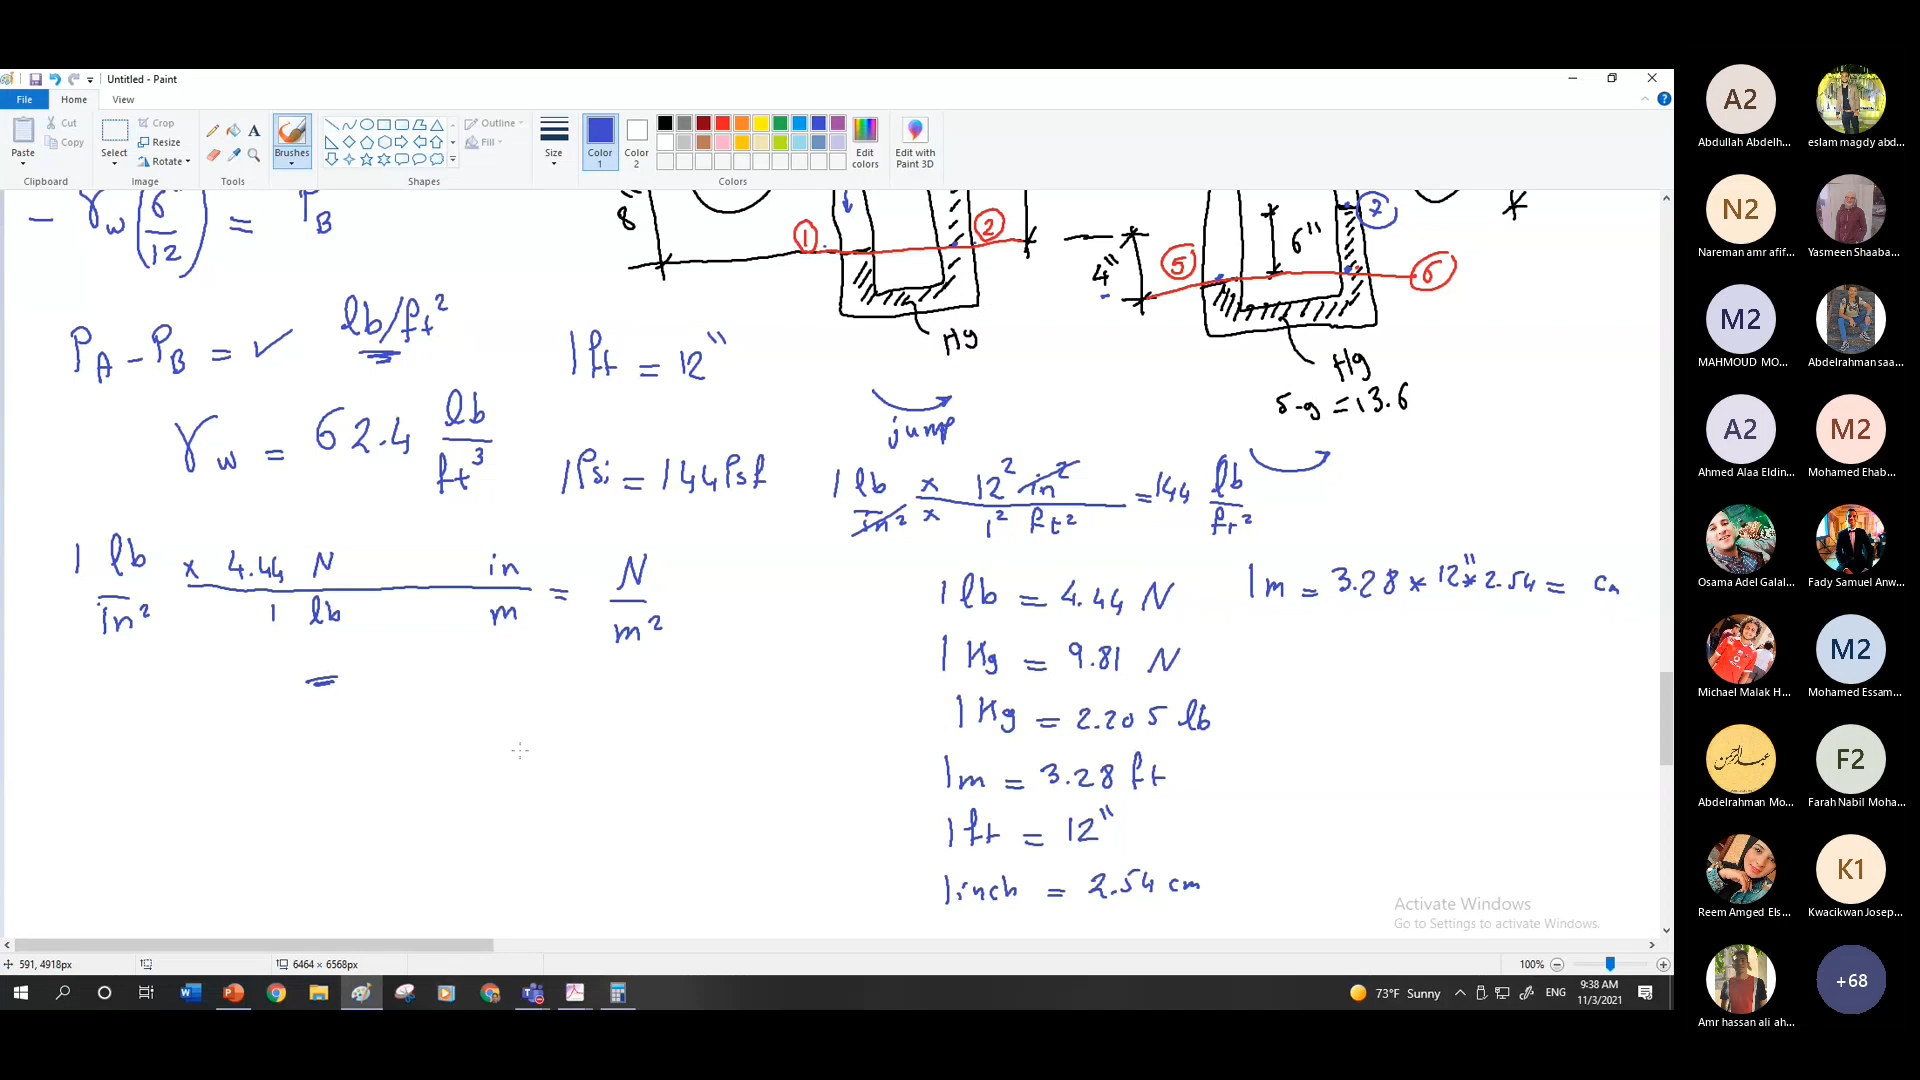 Untitled - Paint
File Home View
Paste
Cut
Copy
Clipboard
Select
Crop
Resize
Rotate
Image
Tools
Brushes
Shapes
Outline
Fill
Size
Color 1
Color 2
Colors
Edit colors
Edit with Paint 3D
- γw (6/12) = PB
PA - PB = ✓ lb/ft²
γw = 62.4 lb/ft³
1 ft = 12"
1 Psi = 144 Psf
8"
1
2
Hg
4"
5
6"
6
7
Hg
s.g = 13.6
jump
1 lb/in² x 12² in² / 1² ft² = 144 lb/ft²
1 lb/in² x 4.44 N / 1 lb in / m = N/m²
1 lb = 4.44 N
1 m = 3.28 * 12" * 2.54 = cm
1 Kg = 9.81 N
1 Kg = 2.205 lb
1m = 3.28 ft
1 ft = 12"
1 inch = 2.54 cm
Activate Windows
Go to Settings to activate Windows.
591, 4918px
6464 × 6568px
100%
73°F Sunny
ENG
9:38 AM
11/3/2021
A2
Abdullah Abdelh...
eslam magdy abd...
N2
Nareman amr afif...
Yasmeen Shaaba...
M2
MAHMOUD MO...
Abdelrahman saa...
A2
Ahmed Alaa Eldin...
M2
Mohamed Ehab...
Osama Adel Galal...
Fady Samuel Anw...
Michael Malak H...
M2
Mohamed Essam...
عبدالرحمن
Abdelrahman Mo...
F2
Farah Nabil Moha...
Reem Amged Els...
K1
Kwacikwan Josep...
Amr hassan ali ah...
+68